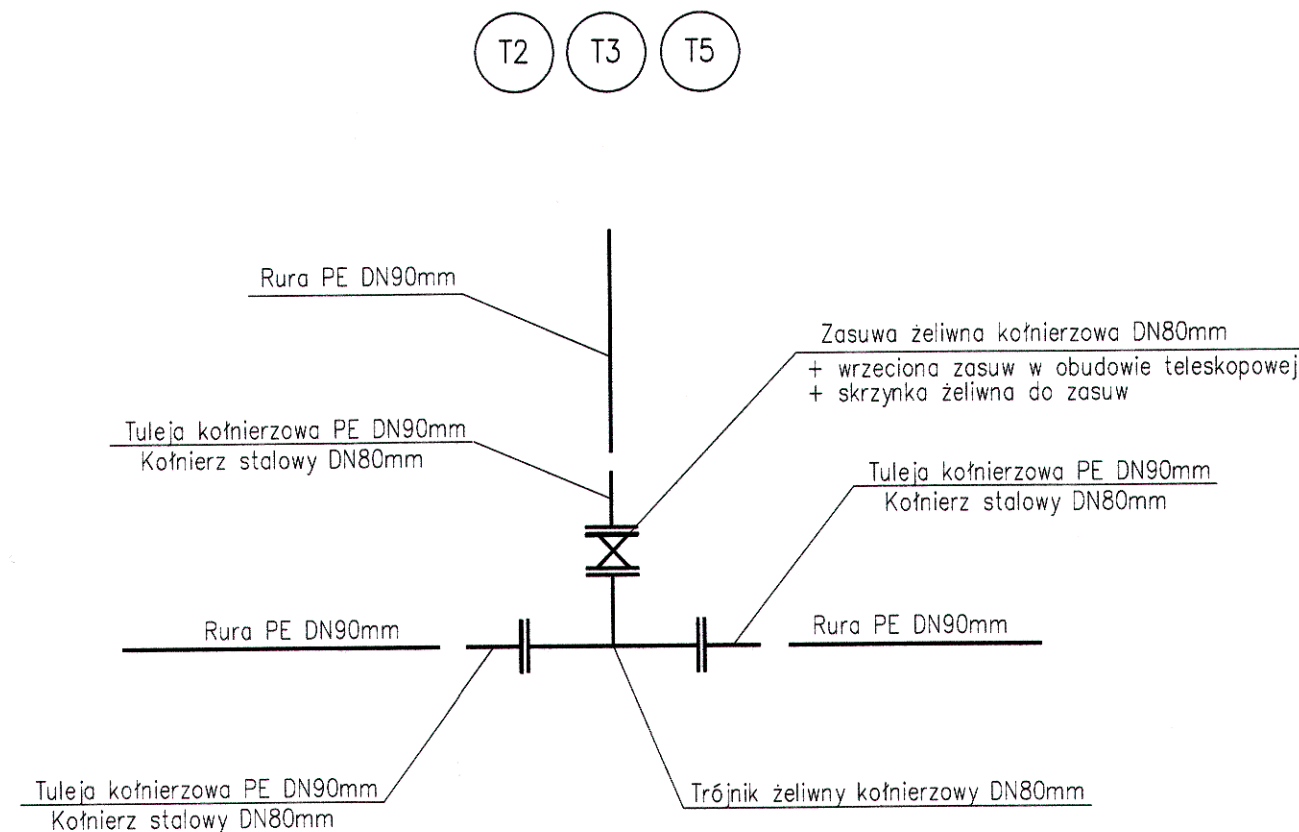 T2 T3 T5
Rura PE DN90mm
Zasuwa żeliwna kołnierzowa DN80mm
+ wrzeciona zasuw w obudowie teleskopowej
+ skrzynka żeliwna do zasuw
Tuleja kołnierzowa PE DN90mm
Kołnierz stalowy DN80mm
Tuleja kołnierzowa PE DN90mm
Kołnierz stalowy DN80mm
Rura PE DN90mm
Rura PE DN90mm
Tuleja kołnierzowa PE DN90mm
Kołnierz stalowy DN80mm
Trójnik żeliwny kołnierzowy DN80mm